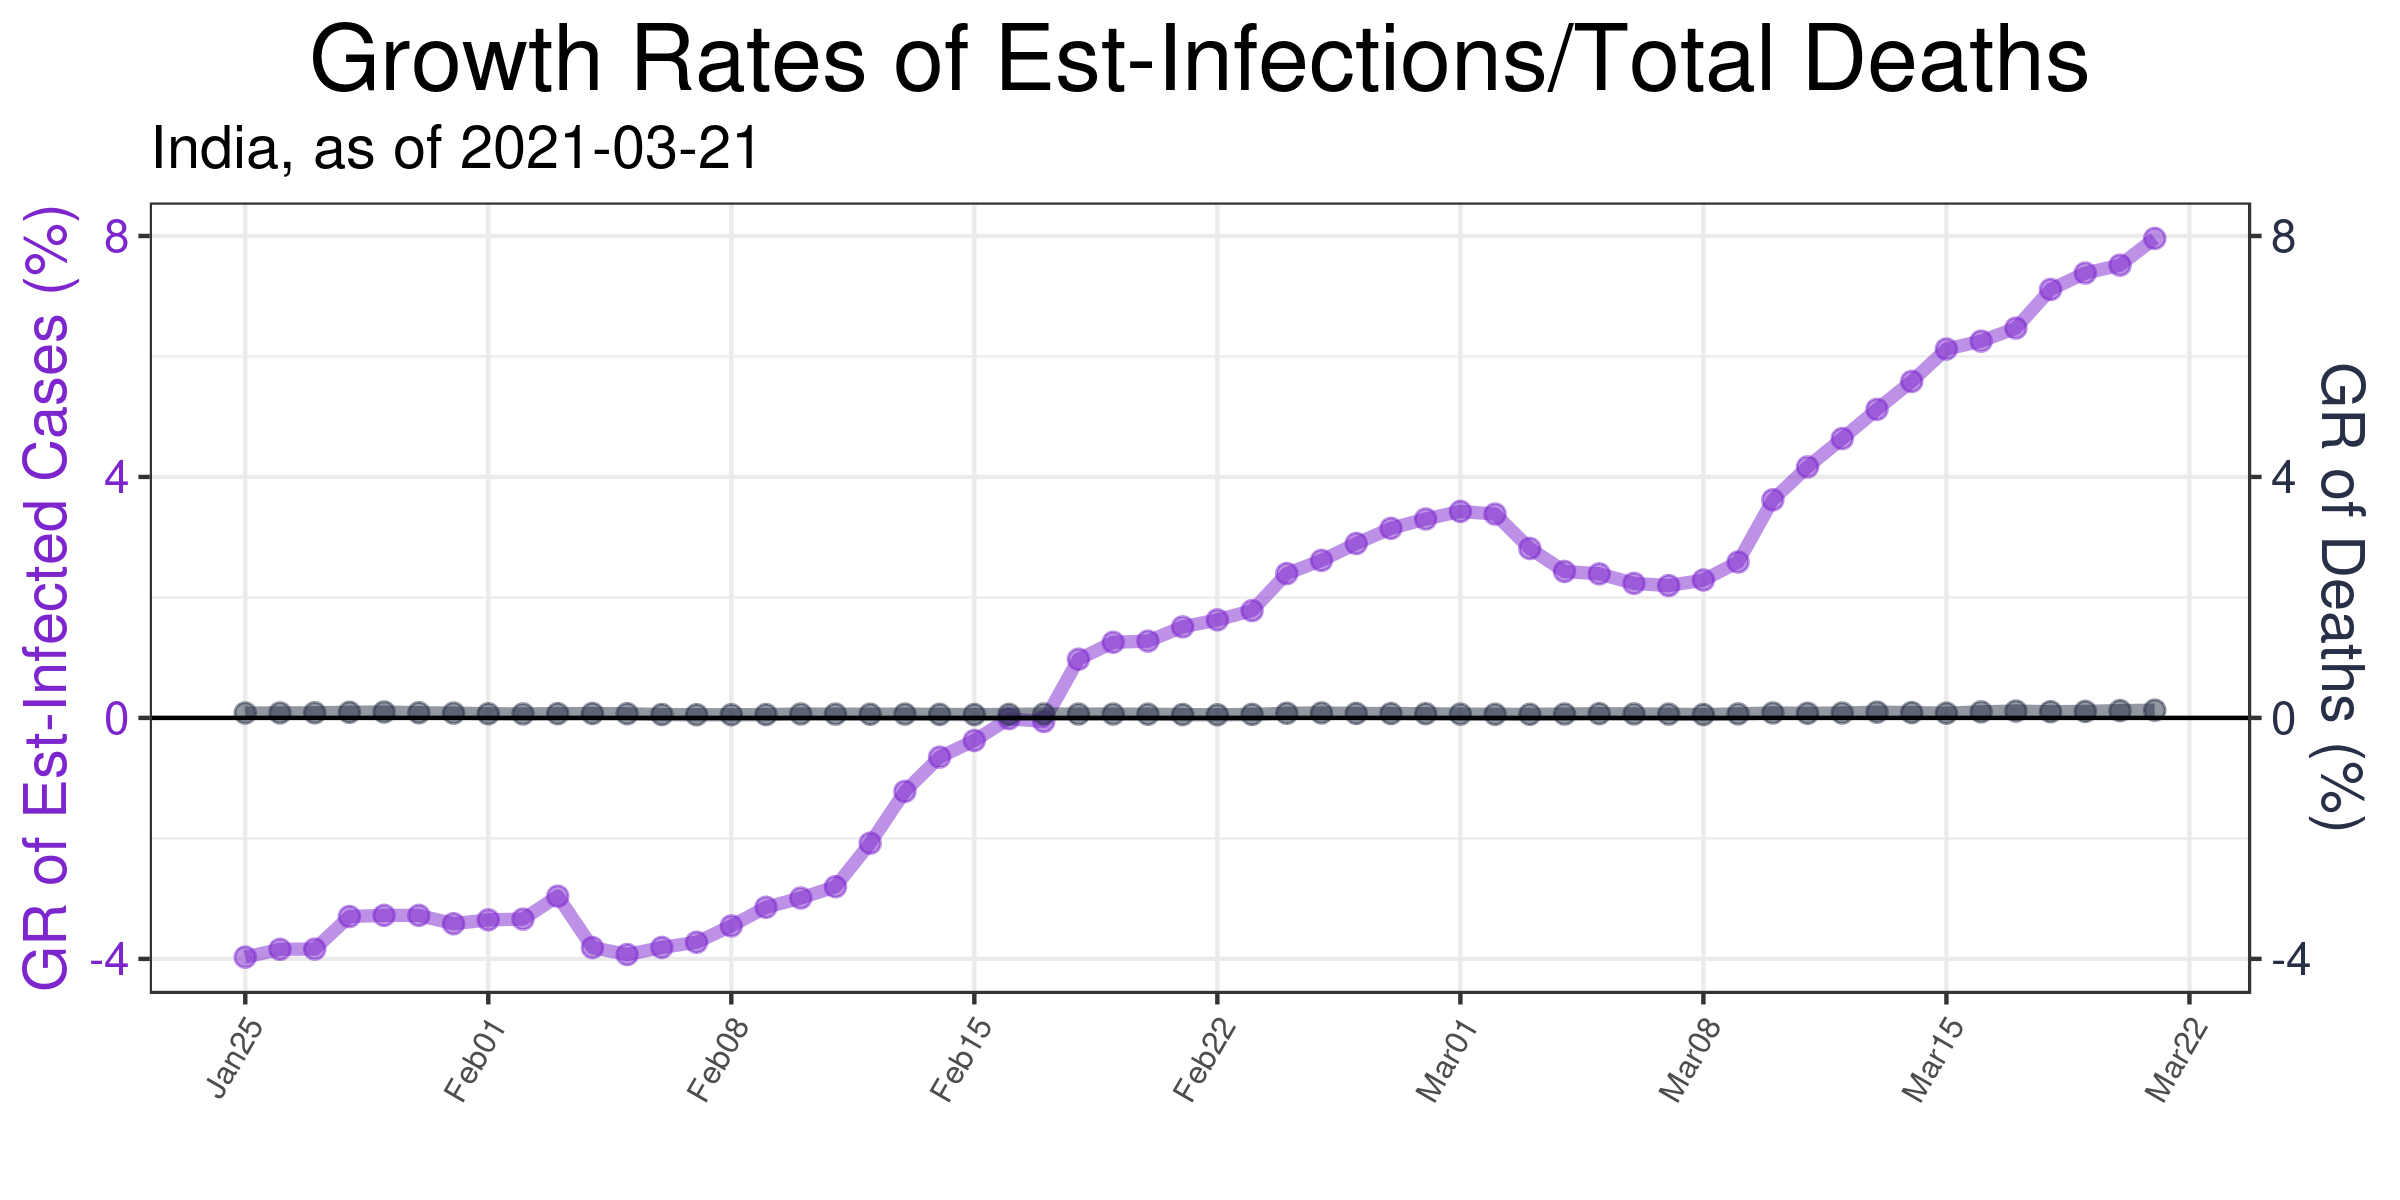 Growth Rates of Est-Infections/Total Deaths
India, as of 2021-03-21
GR of Est-Infected Cases (%)
8
4
0
-4
8
4
0
-4
GR of Deaths (%)
Jan25
Feb01
Feb08
Feb15
Feb22
Mar01
Mar08
Mar15
Mar22